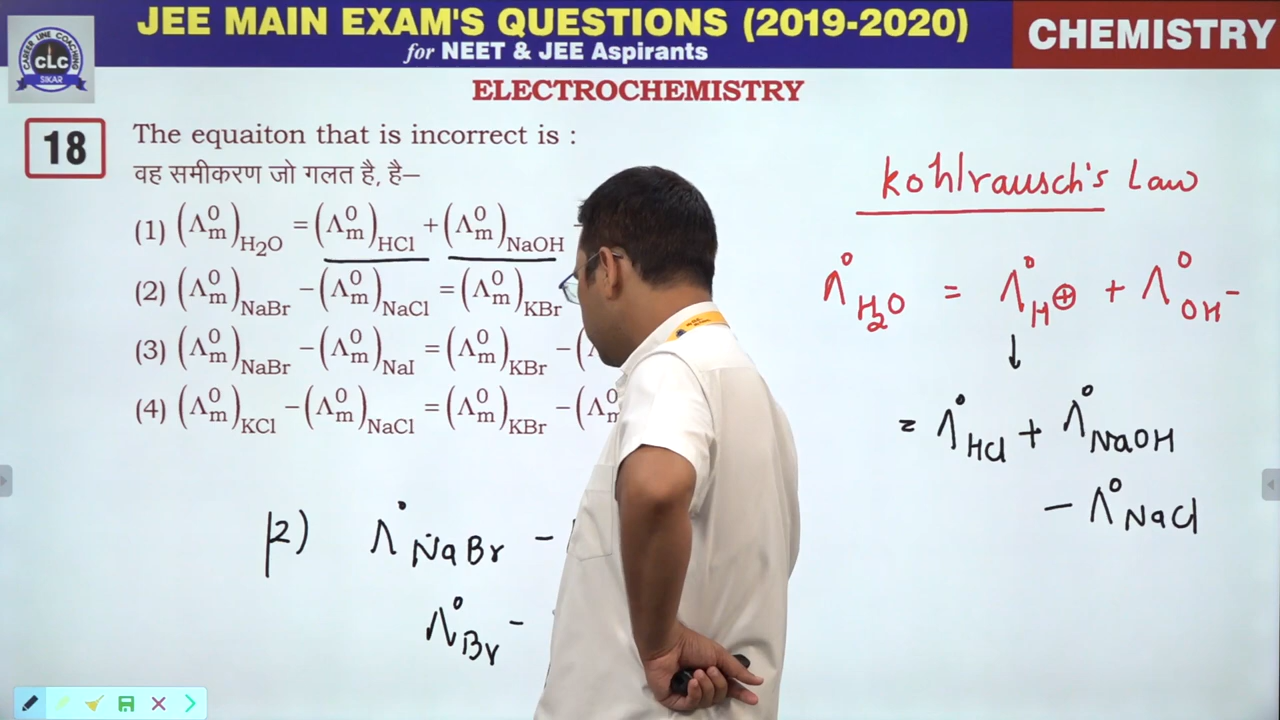 JEE MAIN EXAM'S QUESTIONS (2019-2020)
for NEET & JEE Aspirants
CHEMISTRY
CAREER LINE COACHING
CLC
SIKAR
ELECTROCHEMISTRY
18
The equaiton that is incorrect is :
वह समीकरण जो गलत है, है–
(1) (Λ⁰m)H₂O = (Λ⁰m)HCl + (Λ⁰m)NaOH
(2) (Λ⁰m)NaBr – (Λ⁰m)NaCl = (Λ⁰m)KBr
(3) (Λ⁰m)NaBr – (Λ⁰m)NaI = (Λ⁰m)KBr –
(4) (Λ⁰m)KCl – (Λ⁰m)NaCl = (Λ⁰m)KBr – (Λ⁰m
Kohlrausch's Law
Λ°H₂O = Λ°H⊕ + Λ°OH⁻
↓
= Λ°HCl + Λ°NaOH
– Λ°NaCl
2) Λ°NaBr –
Λ°Br⁻